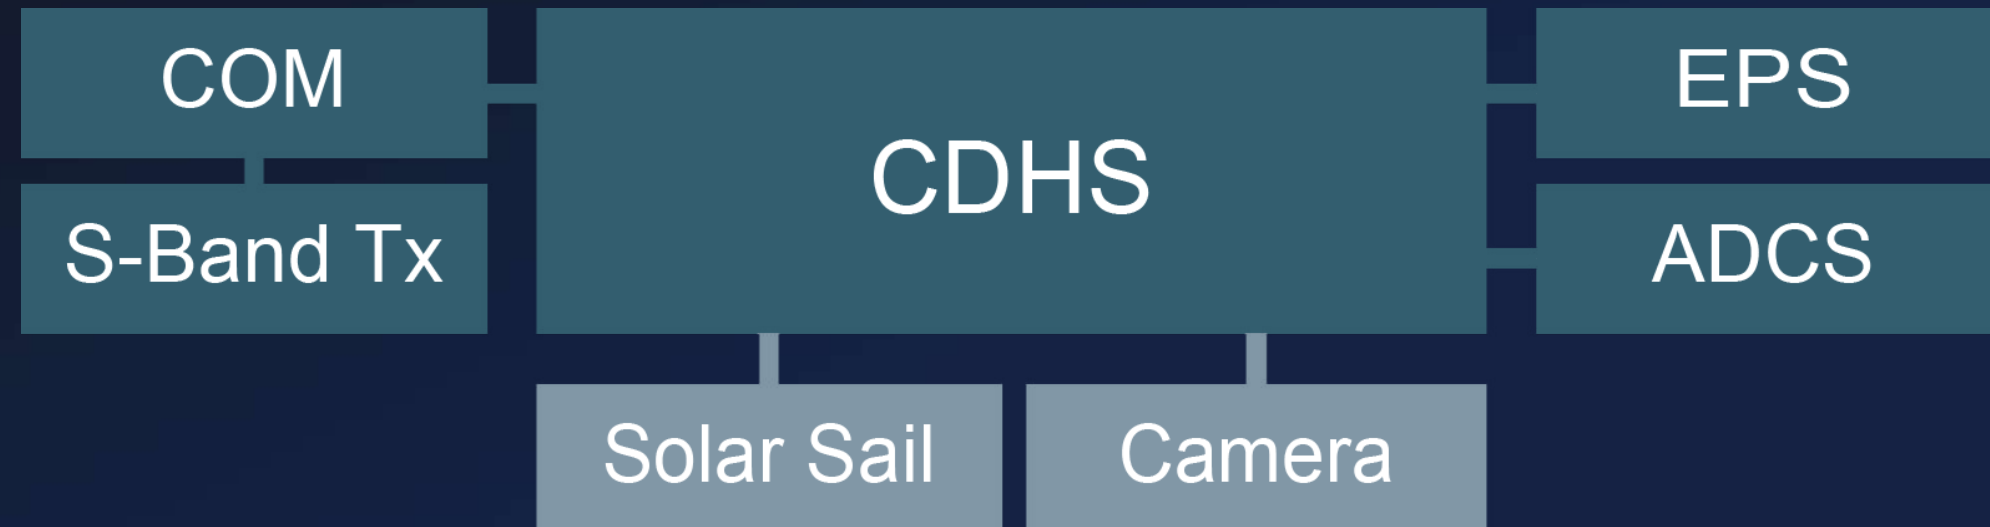 COM
S-Band Tx
CDHS
EPS
ADCS
Solar Sail
Camera